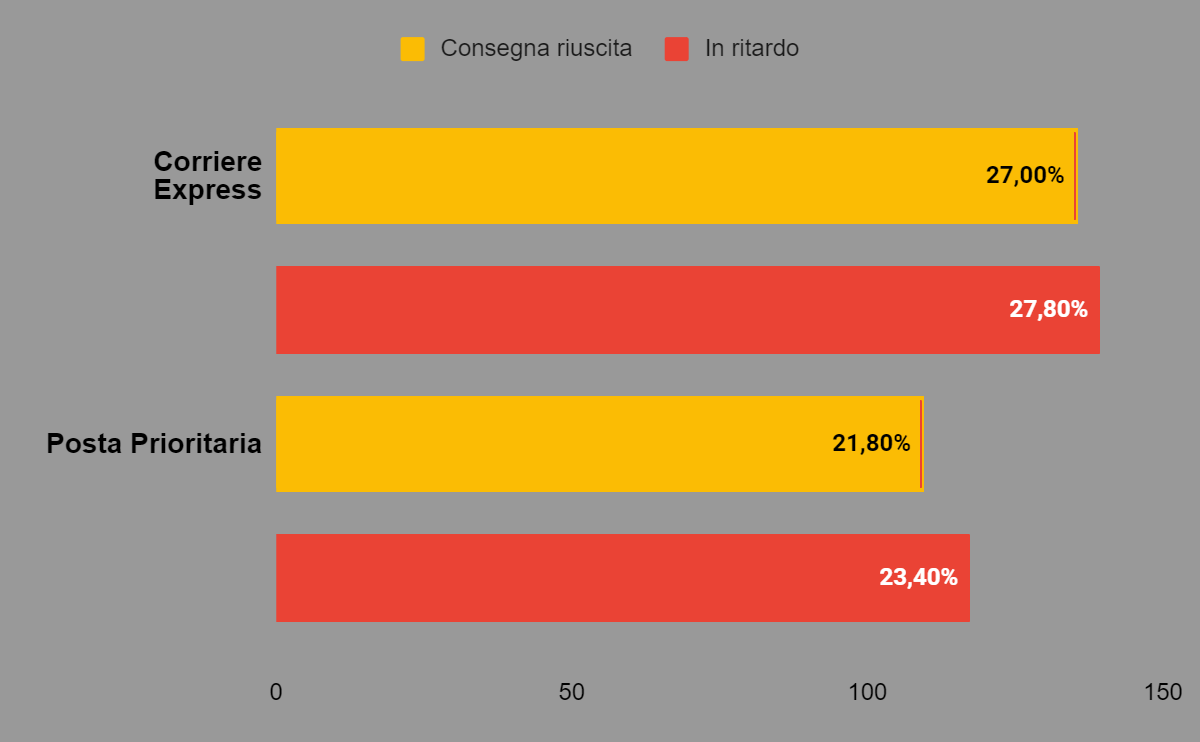 Consegna riuscita
In ritardo
Corriere
Express
27,00%
27,80%
Posta Prioritaria
21,80%
23,40%
0
50
100
150